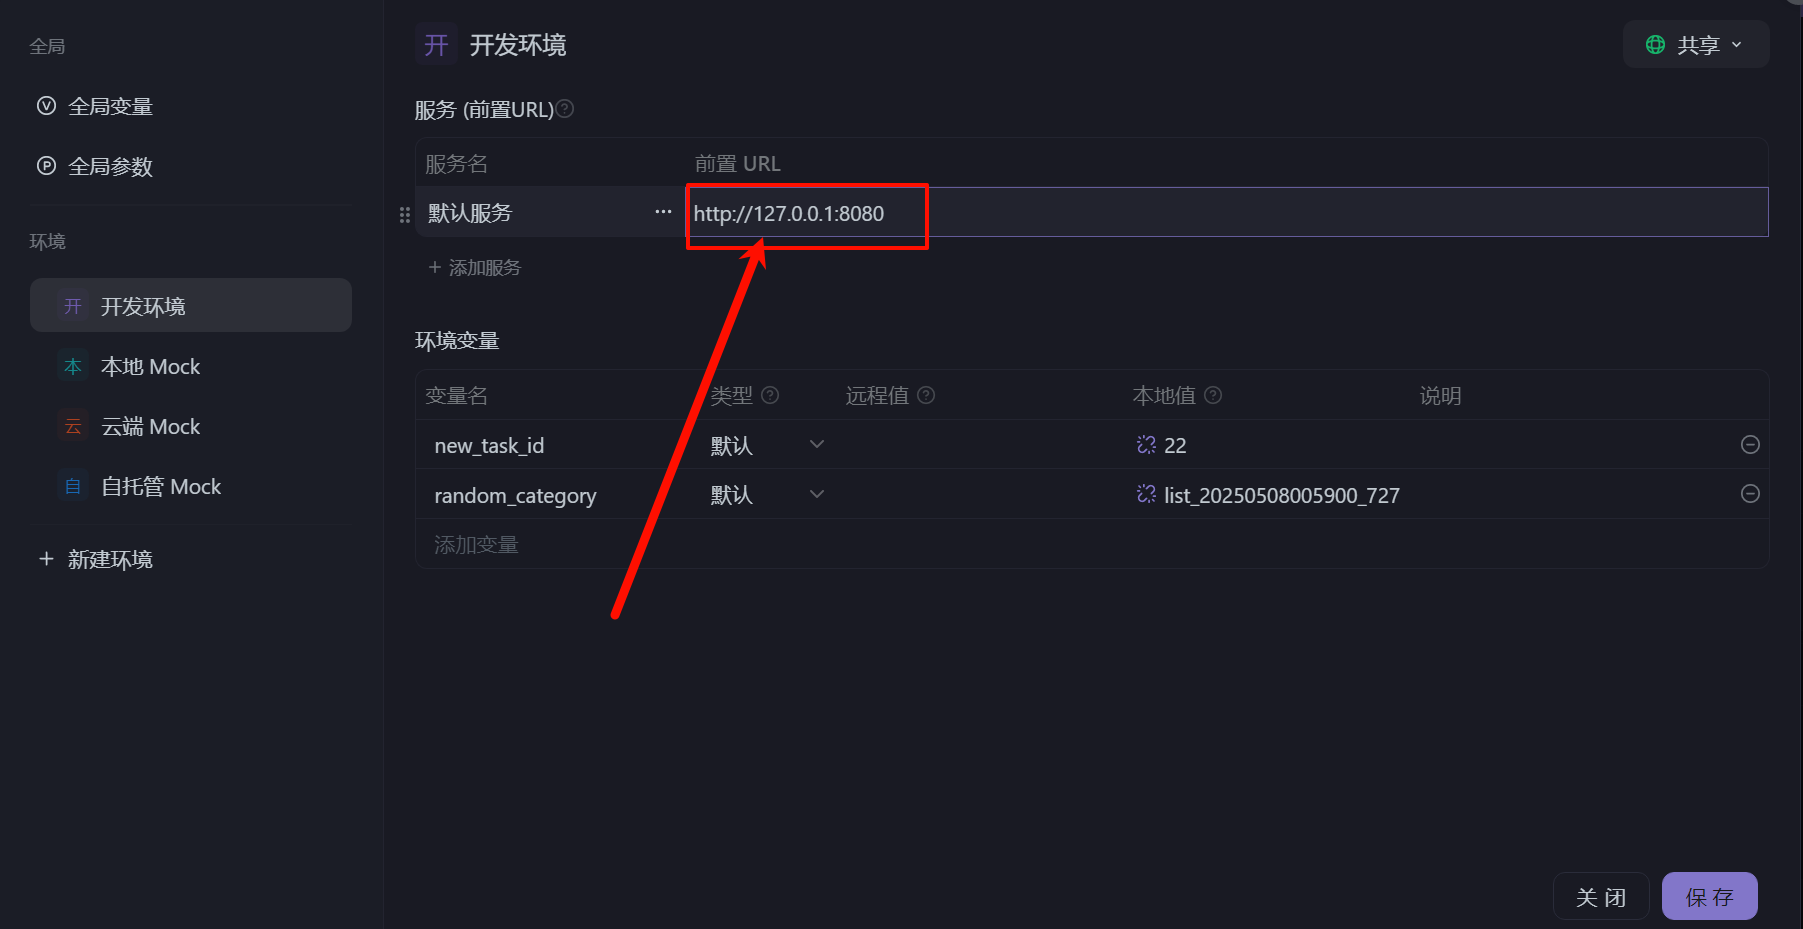 全局
V 全局变量
P 全局参数
环境
开 开发环境
本 本地 Mock
云 云端 Mock
自 自托管 Mock
+ 新建环境
开 开发环境
共享
服务 (前置URL)?
服务名 前置 URL
默认服务 ··· http://127.0.0.1:8080
+ 添加服务
环境变量
变量名 类型 ? 远程值 ? 本地值 ? 说明
new_task_id 默认 22
random_category 默认 list_20250508005900_727
添加变量
关 闭 保 存